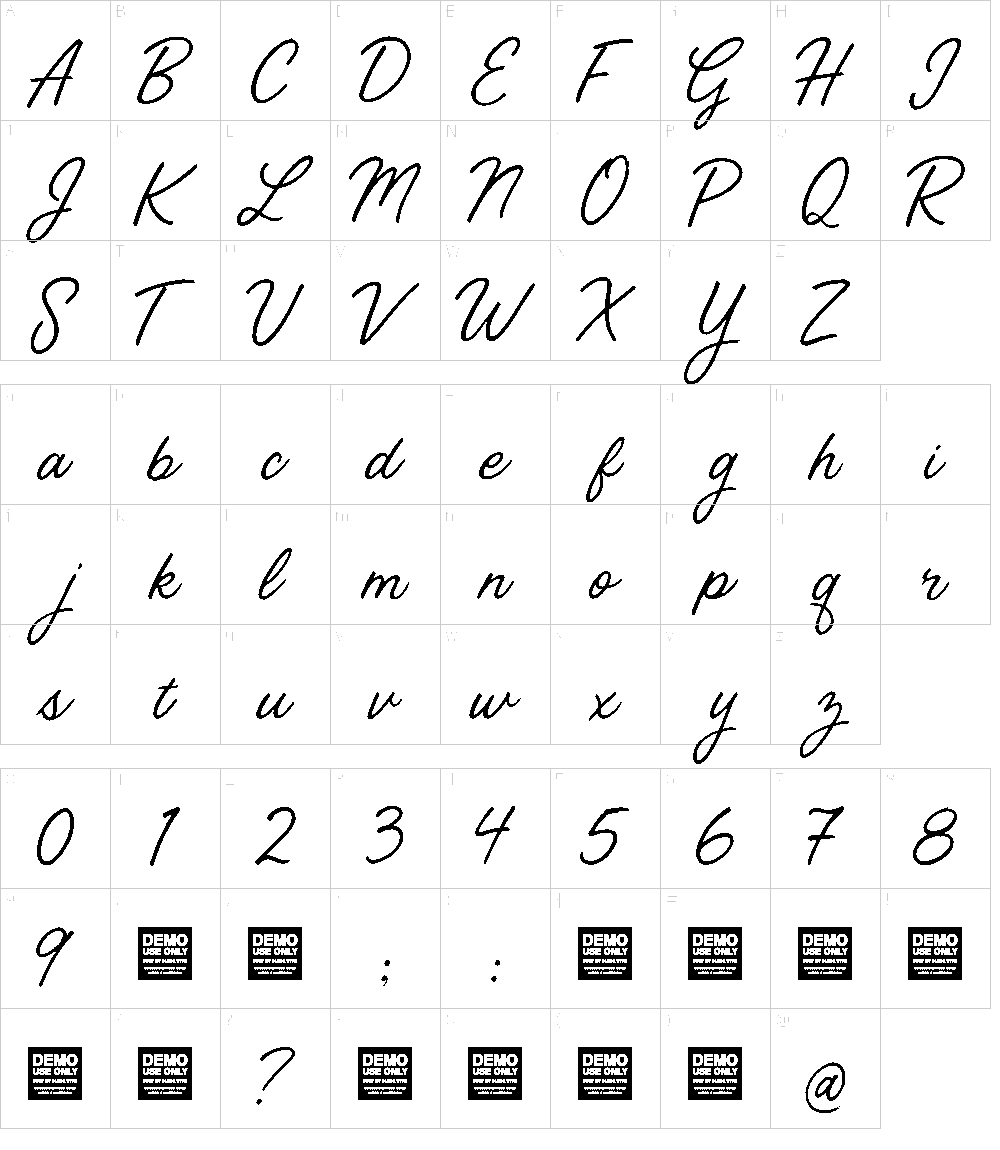 A B C D E F G H I
J K L M N O P Q R
S T U V W X Y Z
a b c d e f g h i
j k l m n o p q r
s t u v w x y z
0 1 2 3 4 5 6 7 8
9 DEMO USE ONLY DEMO USE ONLY ; : DEMO USE ONLY DEMO USE ONLY DEMO USE ONLY DEMO USE ONLY
DEMO USE ONLY DEMO USE ONLY ? DEMO USE ONLY DEMO USE ONLY DEMO USE ONLY DEMO USE ONLY @